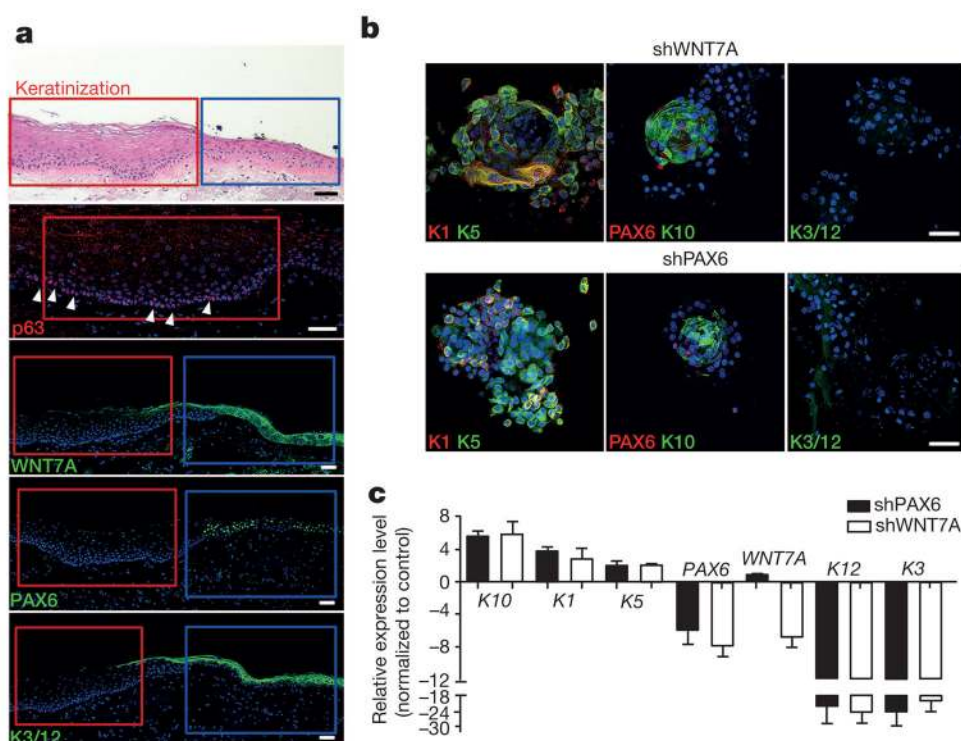 a
Keratinization
p63
WNT7A
PAX6
K3/12
b
shWNT7A
K1 K5
PAX6 K10
K3/12
shPAX6
K1 K5
PAX6 K10
K3/12
c
shPAX6
shWNT7A
Relative expression level
(normalized to control)
8
4
0
−4
−8
−12
−18
−24
−30
K10
K1
K5
PAX6
WNT7A
K12
K3